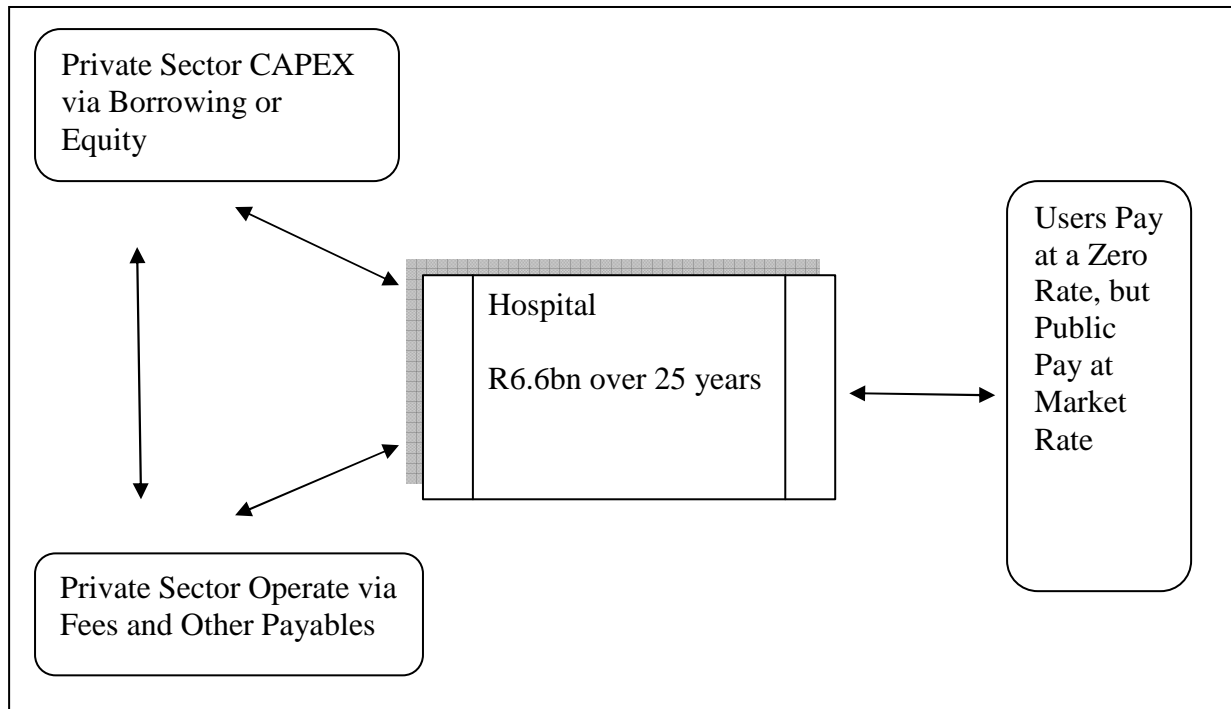 Private Sector CAPEX
via Borrowing or
Equity
Hospital
R6.6bn over 25 years
Users Pay
at a Zero
Rate, but
Public
Pay at
Market
Rate
Private Sector Operate via
Fees and Other Payables